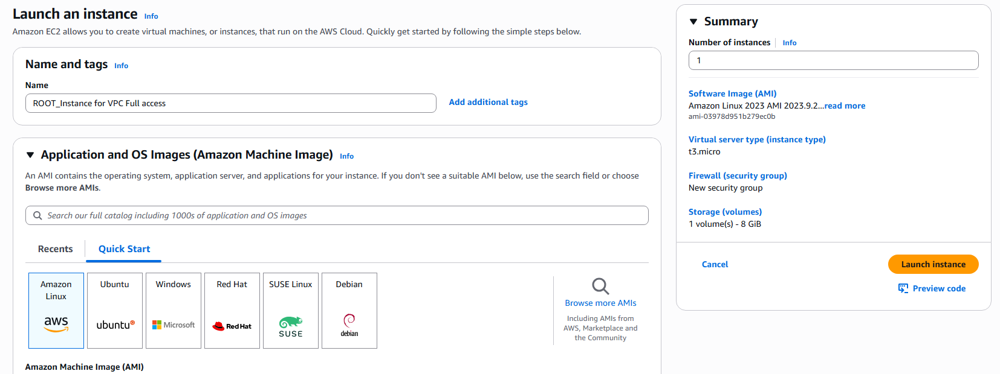 Launch an instance Info
Amazon EC2 allows you to create virtual machines, or instances, that run on the AWS Cloud. Quickly get started by following the simple steps below.
Name and tags Info
Name
ROOT_Instance for VPC Full access
Add additional tags
Application and OS Images (Amazon Machine Image) Info
An AMI contains the operating system, application server, and applications for your instance. If you don't see a suitable AMI below, use the search field or choose
Browse more AMIs.
Search our full catalog including 1000s of application and OS images
Recents
Quick Start
Amazon
Linux
aws
Ubuntu
ubuntu
Windows
Microsoft
Red Hat
Red Hat
SUSE Linux
SUSE
Debian
debian
Browse more AMIs
Including AMIs from
AWS, Marketplace and
the Community
Amazon Machine Image (AMI)
Summary
Number of instances Info
1
Software Image (AMI)
Amazon Linux 2023 AMI 2023.9.2...read more
ami-03978d951b279ec0b
Virtual server type (instance type)
t3.micro
Firewall (security group)
New security group
Storage (volumes)
1 volume(s) - 8 GiB
Cancel
Launch instance
Preview code